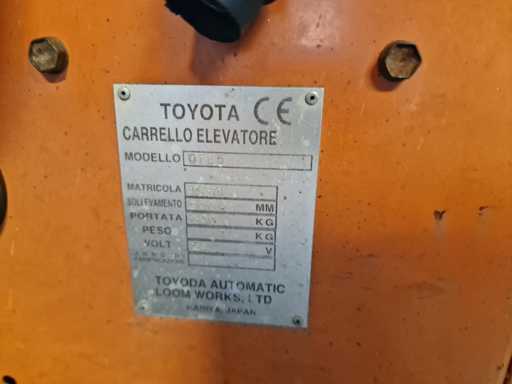 TOYOTA CE
CARRELLO ELEVATORE
MODELLO
MATRICOLA
SOLLEVAMENTO MM
PORTATA KG
PESO KG
VOLT V
TOYODA AUTOMATIC
LOOM WORKS, LTD
KARIYA, JAPAN